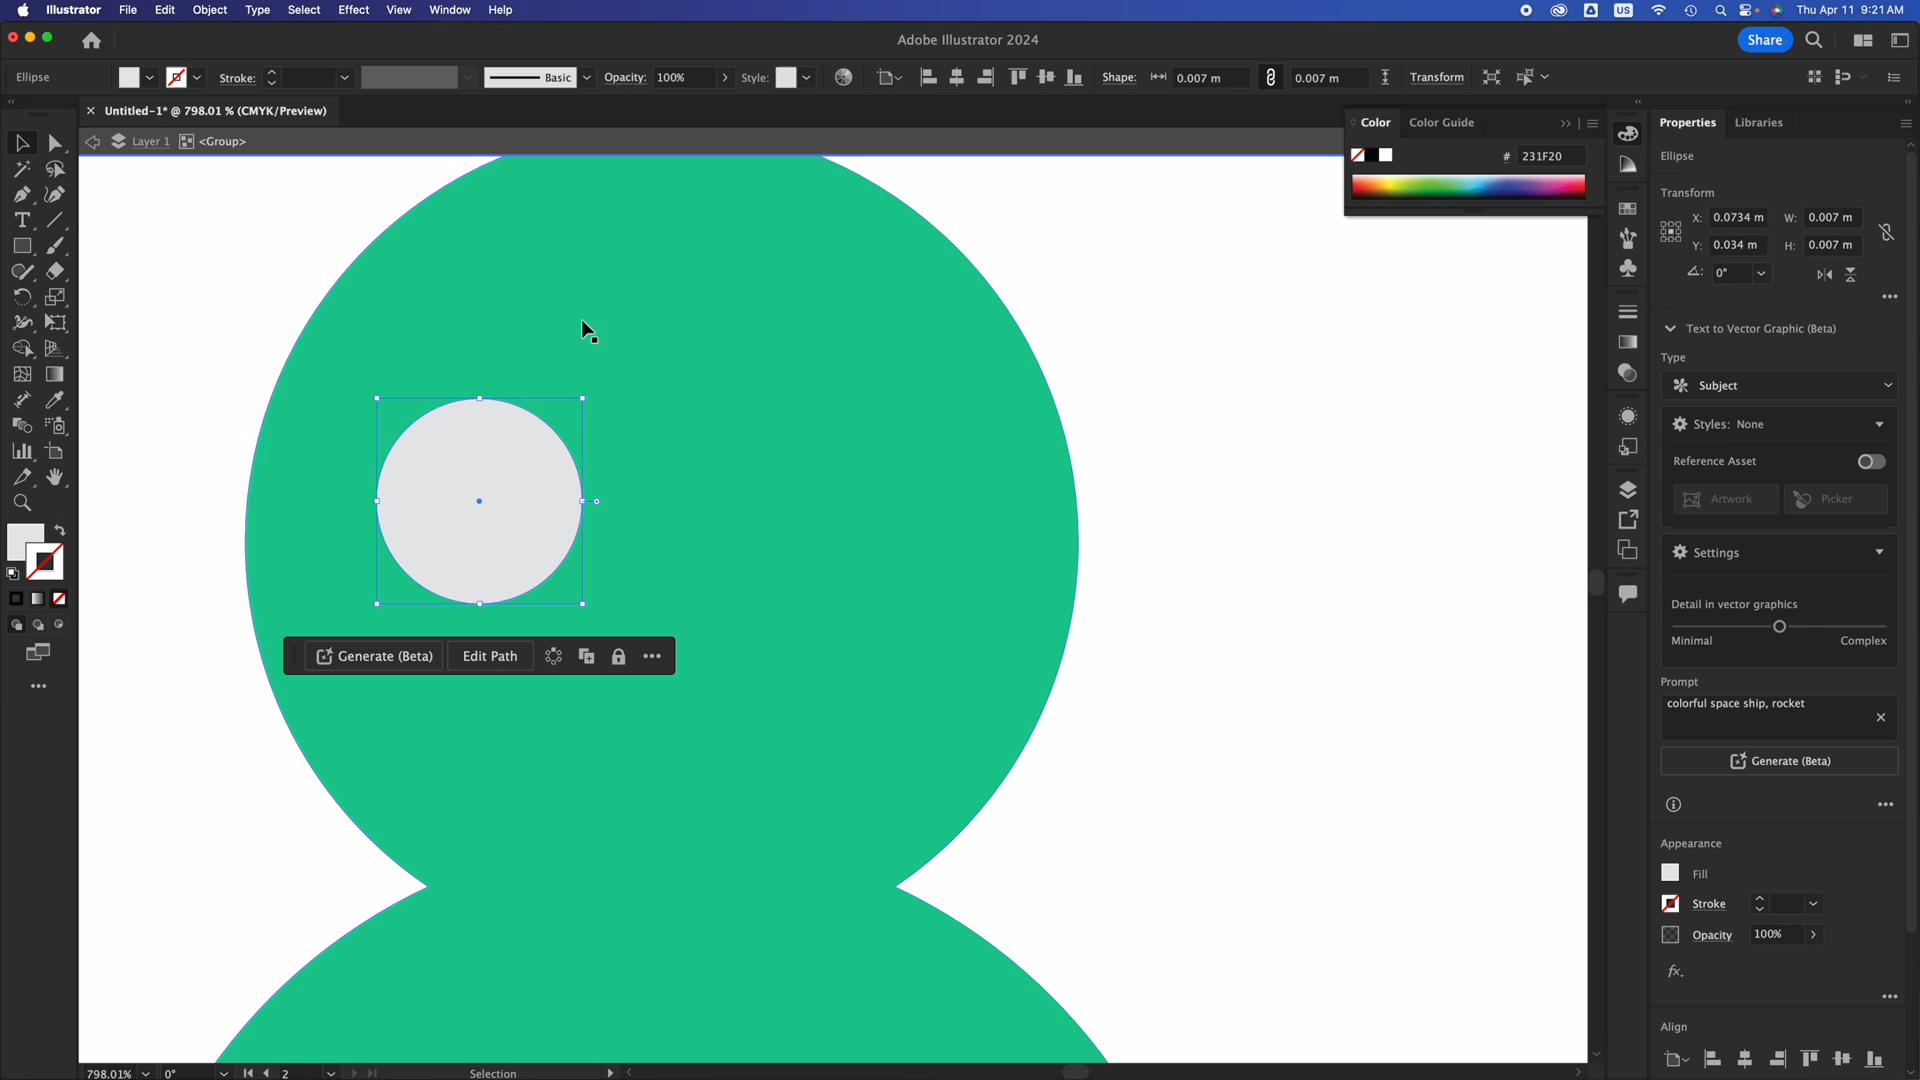 Illustrator File Edit Object Type Select Effect View Window Help
US
Thu Apr 11 9:21 AM
Adobe Illustrator 2024
Share
Ellipse
Stroke:
Basic
Opacity: 100%
Style:
Shape:
0.007 m
0.007 m
Transform
Untitled-1* @ 798.01 % (CMYK/Preview)
Layer 1
<Group>
Color
Color Guide
# 231F20
Properties
Libraries
Ellipse
Transform
X: 0.0734 m W: 0.007 m
Y: 0.034 m H: 0.007 m
0°
Text to Vector Graphic (Beta)
Type
Subject
Styles: None
Reference Asset
Artwork
Picker
Settings
Detail in vector graphics
Minimal
Complex
Prompt
colorful space ship, rocket
Generate (Beta)
Generate (Beta)
Edit Path
Appearance
Fill
Stroke
Opacity 100%
fx.
Align
798.01%
0°
2
Selection